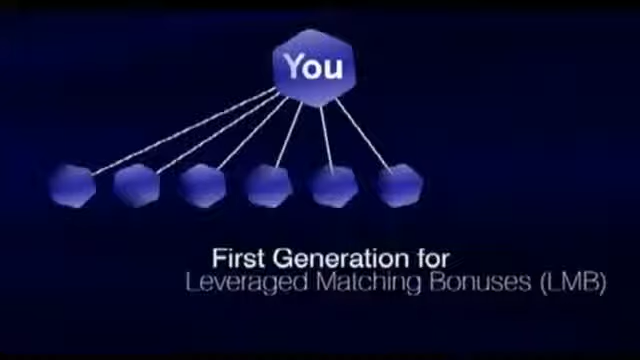 You
First Generation for
Leveraged Matching Bonuses (LMB)